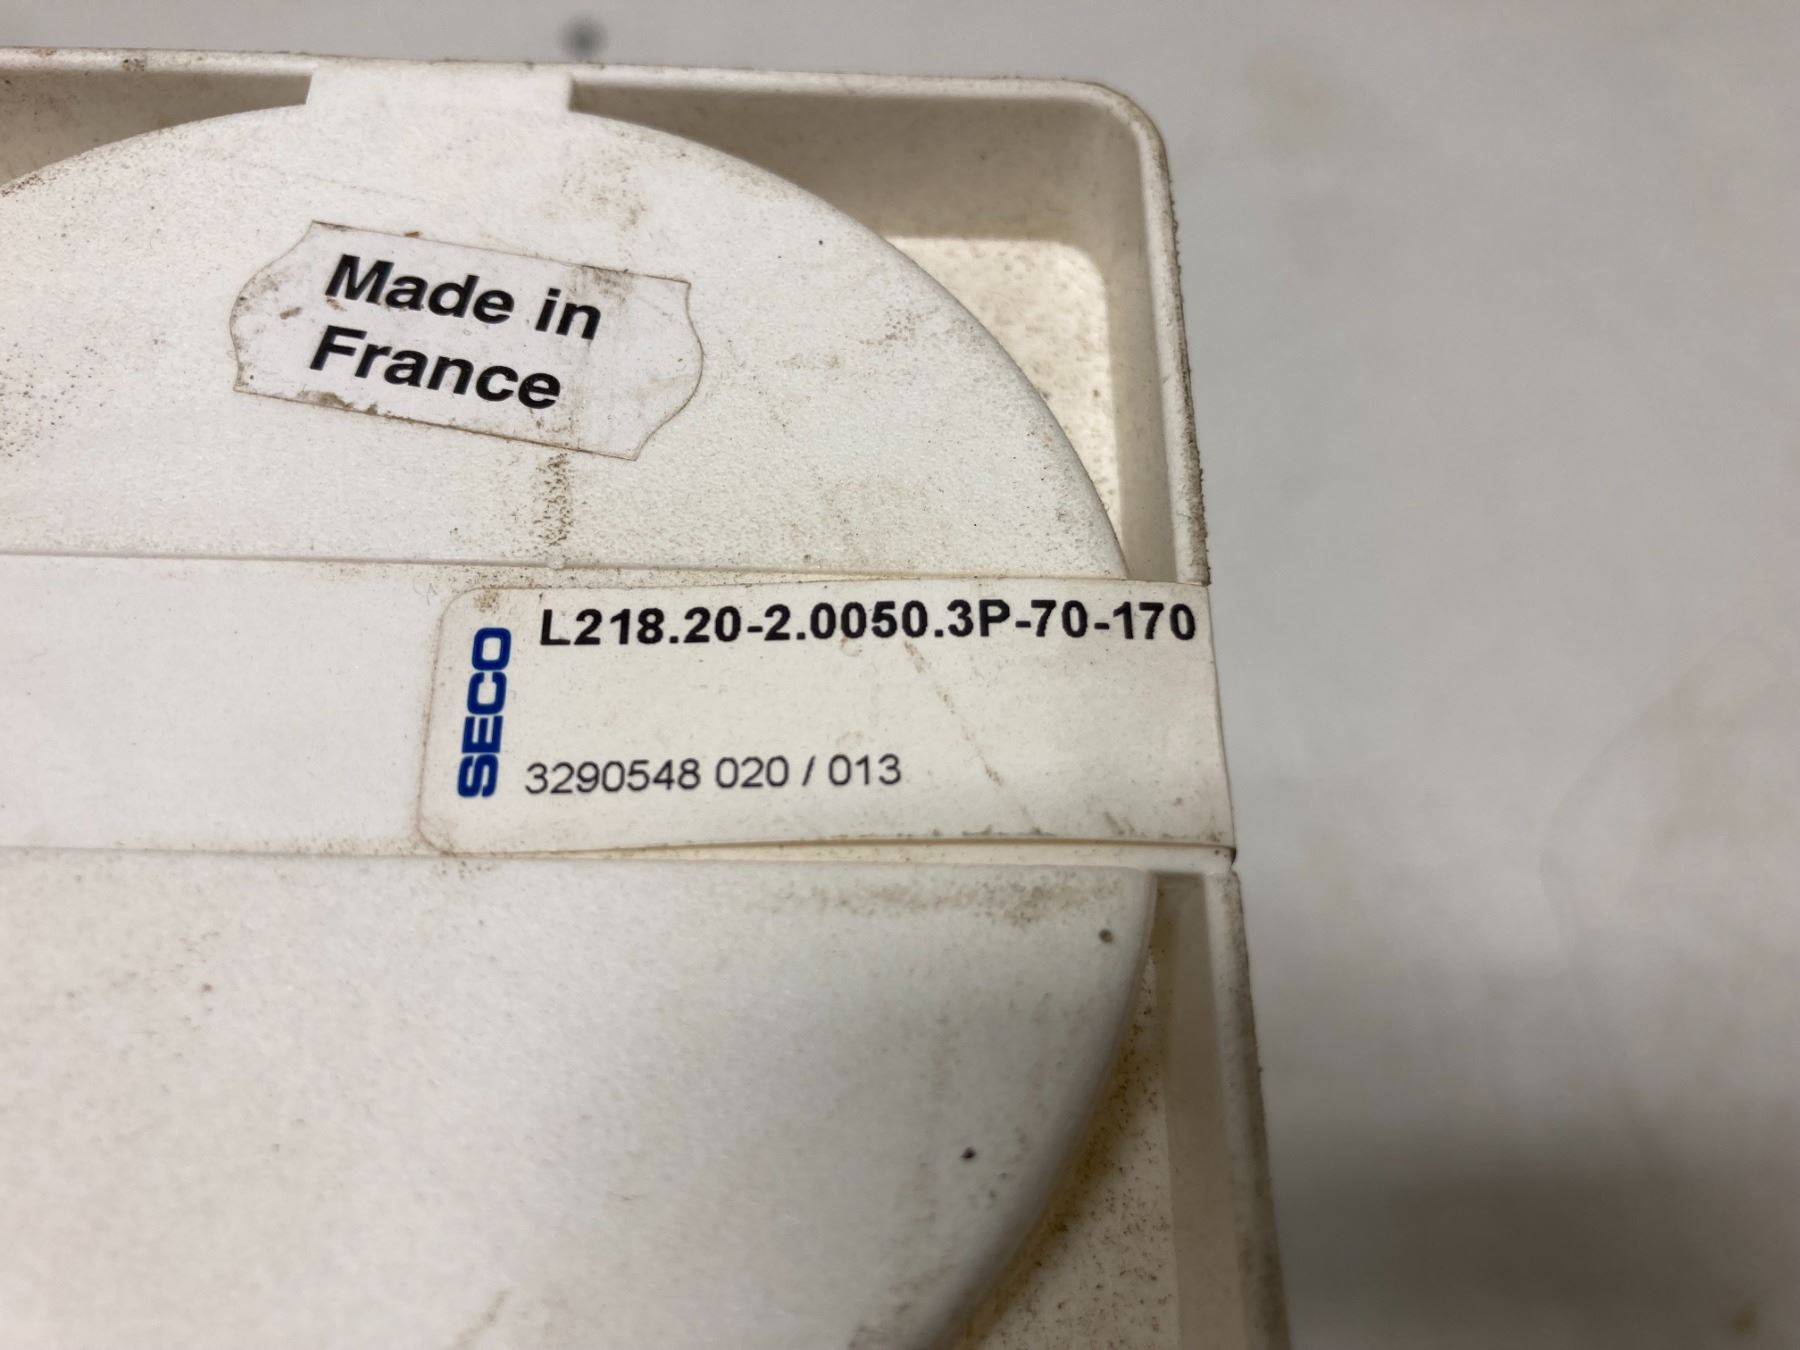 Made in
France
SECO
L218.20-2.0050.3P-70-170
3290548 020 / 013